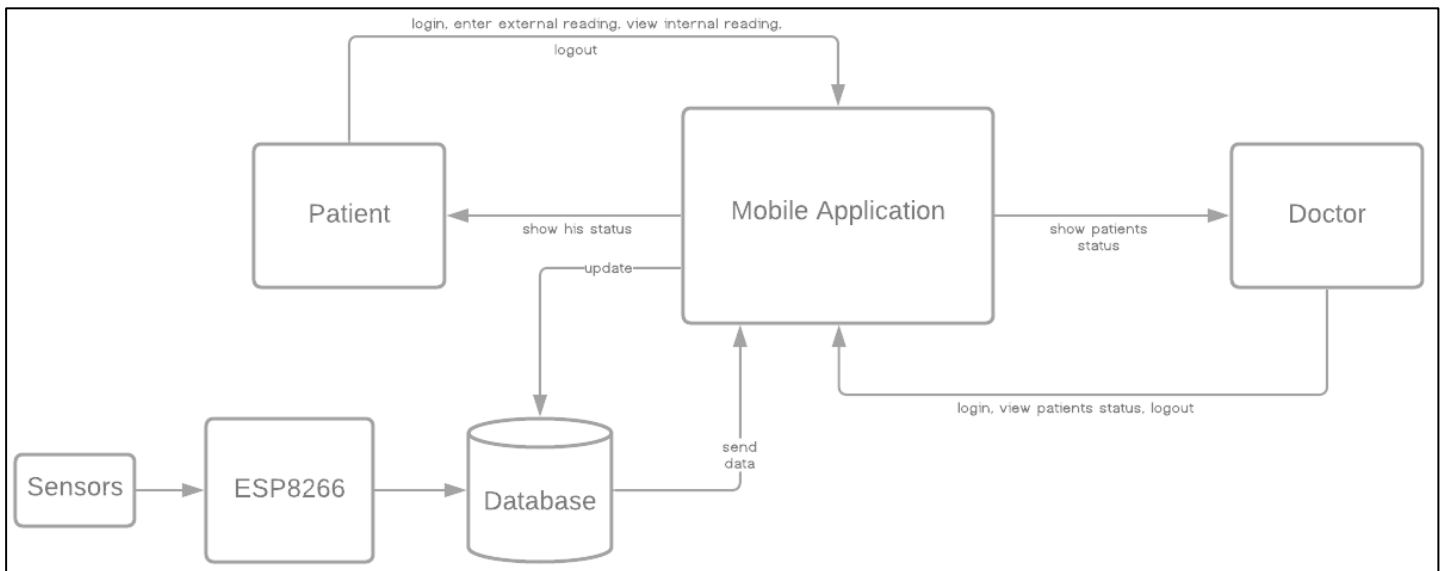 login, enter external reading, view internal reading,
logout
Patient
Mobile Application
Doctor
show his status
show patients
status
update
login, view patients status, logout
send
data
Sensors
ESP8266
Database